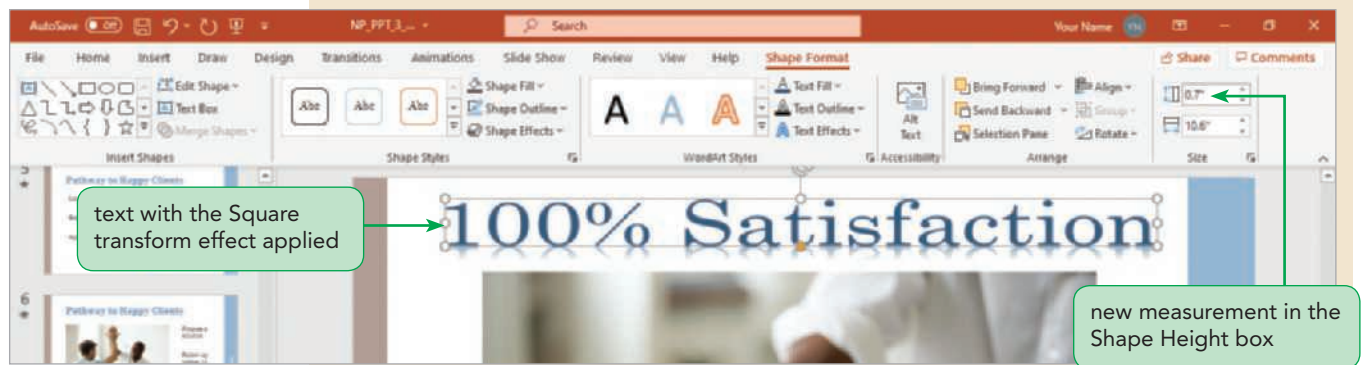 AutoSave Off NP_PPT_3_... Search Your Name YN
File Home Insert Draw Design Transitions Animations Slide Show Review View Help Shape Format Share Comments
Edit Shape
Text Box
Merge Shapes
Insert Shapes
Abc Abc Abc
Shape Fill
Shape Outline
Shape Effects
Shape Styles
A A A
Text Fill
Text Outline
Text Effects
WordArt Styles
Alt
Text
Accessibility
Bring Forward
Send Backward
Selection Pane
Align
Group
Rotate
Arrange
0.7"
10.6"
Size
5
Pathway to Happy Clients
text with the Square
transform effect applied
100% Satisfaction
6
Pathway to Happy Clients
new measurement in the
Shape Height box